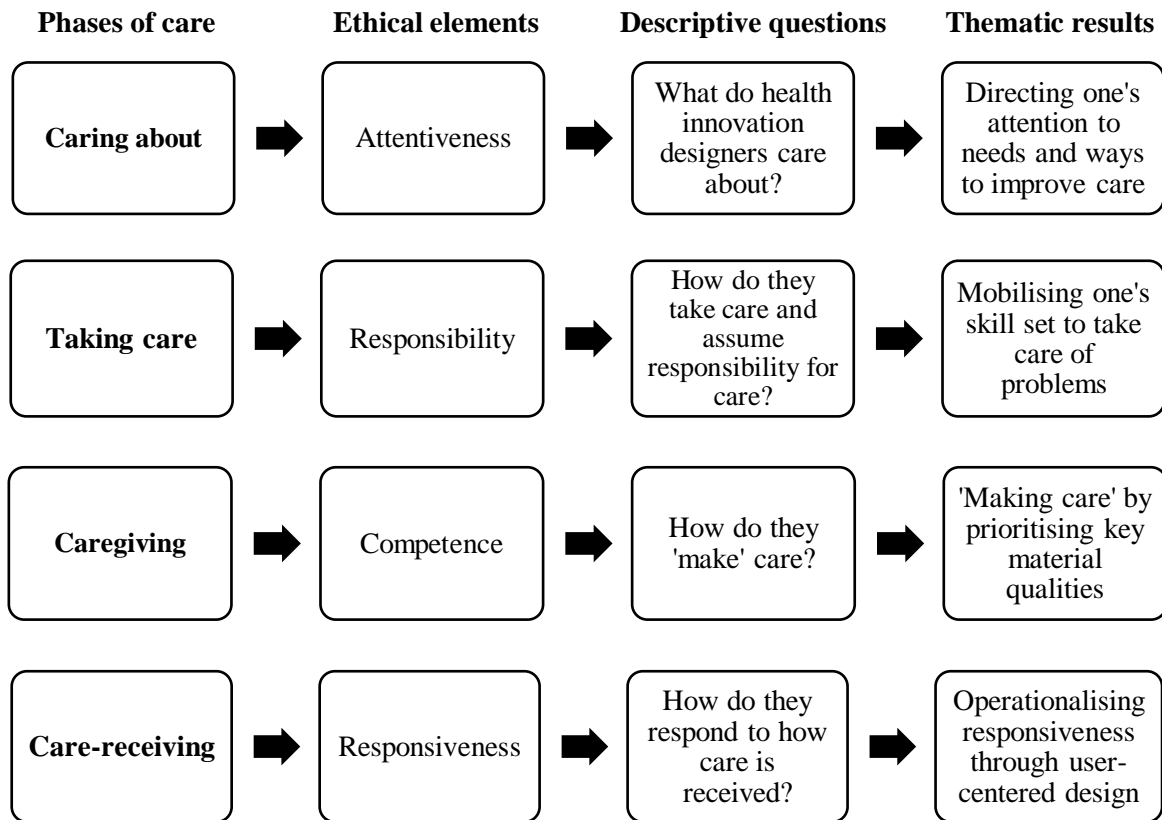 Phases of care
Ethical elements
Descriptive questions
Thematic results
Caring about
Attentiveness
What do health
innovation
designers care
about?
Directing one's
attention to
needs and ways
to improve care
Taking care
Responsibility
How do they
take care and
assume
responsibility for
care?
Mobilising one's
skill set to take
care of
problems
Caregiving
Competence
How do they
'make' care?
'Making care' by
prioritising key
material
qualities
Care-receiving
Responsiveness
How do they
respond to how
care is
received?
Operationalising
responsiveness
through user-
centered design